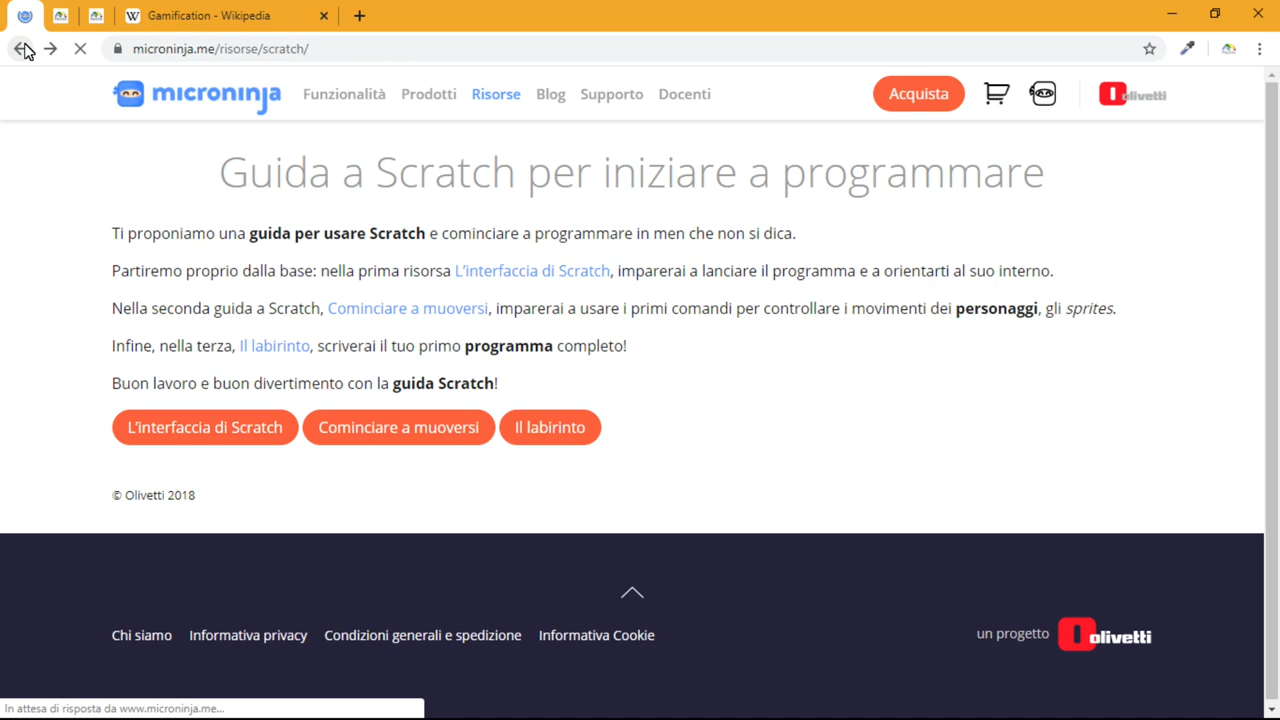 Gamification - Wikipedia
microninja.me/risorse/scratch/
microninja Funzionalità Prodotti Risorse Blog Supporto Docenti Acquista olivetti
Guida a Scratch per iniziare a programmare
Ti proponiamo una guida per usare Scratch e cominciare a programmare in men che non si dica.
Partiremo proprio dalla base: nella prima risorsa L'interfaccia di Scratch, imparerai a lanciare il programma e a orientarti al suo interno.
Nella seconda guida a Scratch, Cominciare a muoversi, imparerai a usare i primi comandi per controllare i movimenti dei personaggi, gli sprites.
Infine, nella terza, Il labirinto, scriverai il tuo primo programma completo!
Buon lavoro e buon divertimento con la guida Scratch!
L'interfaccia di Scratch Cominciare a muoversi Il labirinto
© Olivetti 2018
Chi siamo Informativa privacy Condizioni generali e spedizione Informativa Cookie un progetto olivetti
In attesa di risposta da www.microninja.me...